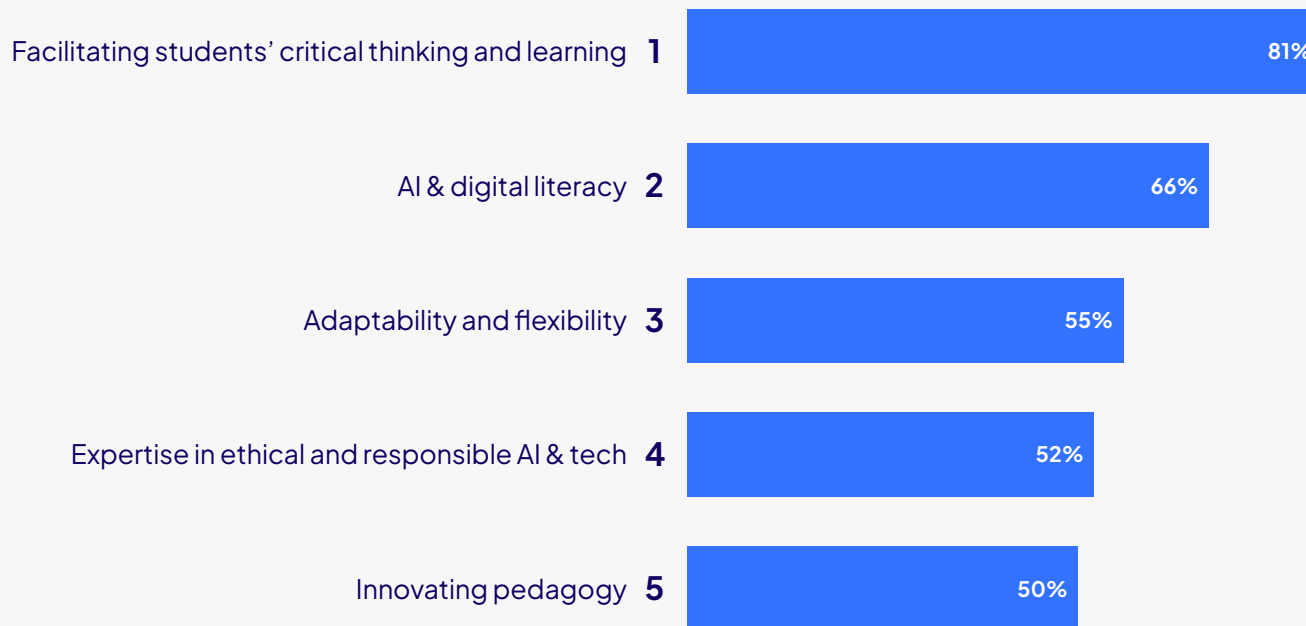 Facilitating students’ critical thinking and learning 1 81%
AI & digital literacy 2 66%
Adaptability and flexibility 3 55%
Expertise in ethical and responsible AI & tech 4 52%
Innovating pedagogy 5 50%